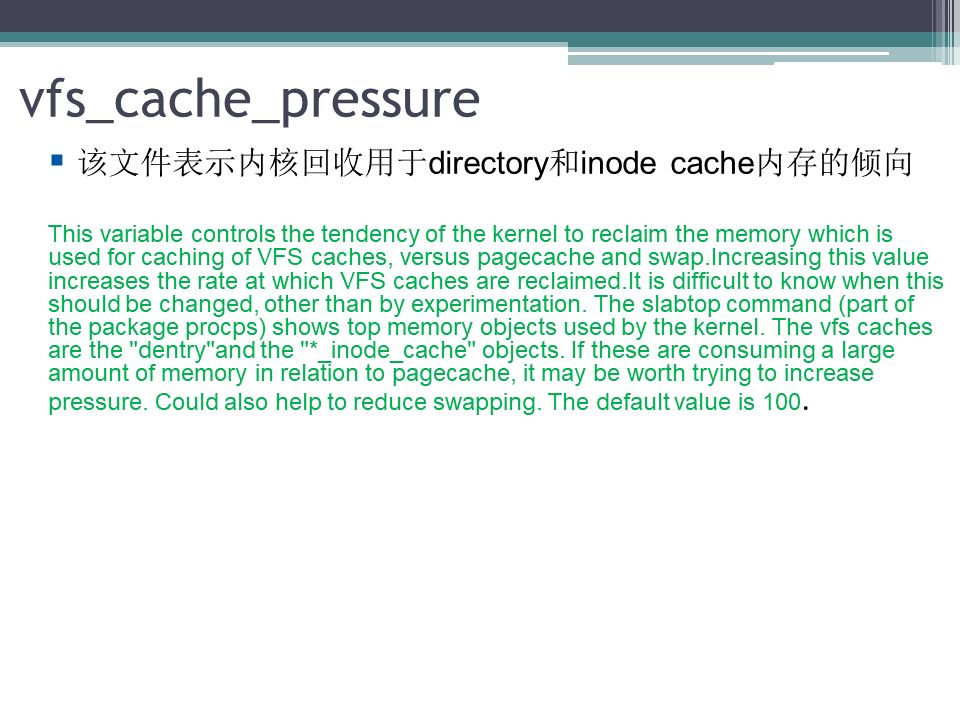 vfs_cache_pressure
▪ 该文件表示内核回收用于directory和inode cache内存的倾向
This variable controls the tendency of the kernel to reclaim the memory which is
used for caching of VFS caches, versus pagecache and swap.Increasing this value
increases the rate at which VFS caches are reclaimed.It is difficult to know when this
should be changed, other than by experimentation. The slabtop command (part of
the package procps) shows top memory objects used by the kernel. The vfs caches
are the "dentry"and the "*_inode_cache" objects. If these are consuming a large
amount of memory in relation to pagecache, it may be worth trying to increase
pressure. Could also help to reduce swapping. The default value is 100.